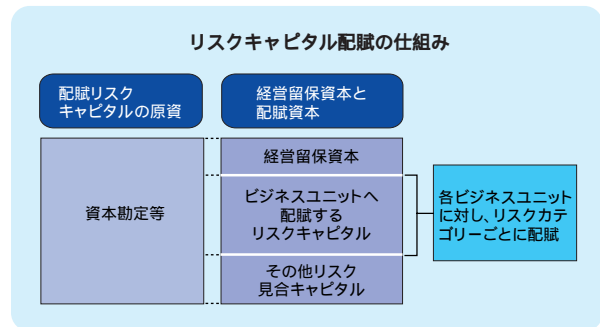 リスクキャピタル配賦の仕組み
配賦リスク
キャピタルの原資
経営留保資本と
配賦資本
資本勘定等
経営留保資本
ビジネスユニットへ
配賦する
リスクキャピタル
その他リスク
見合キャピタル
各ビジネスユニット
に対し、リスクカテ
ゴリーごとに配賦